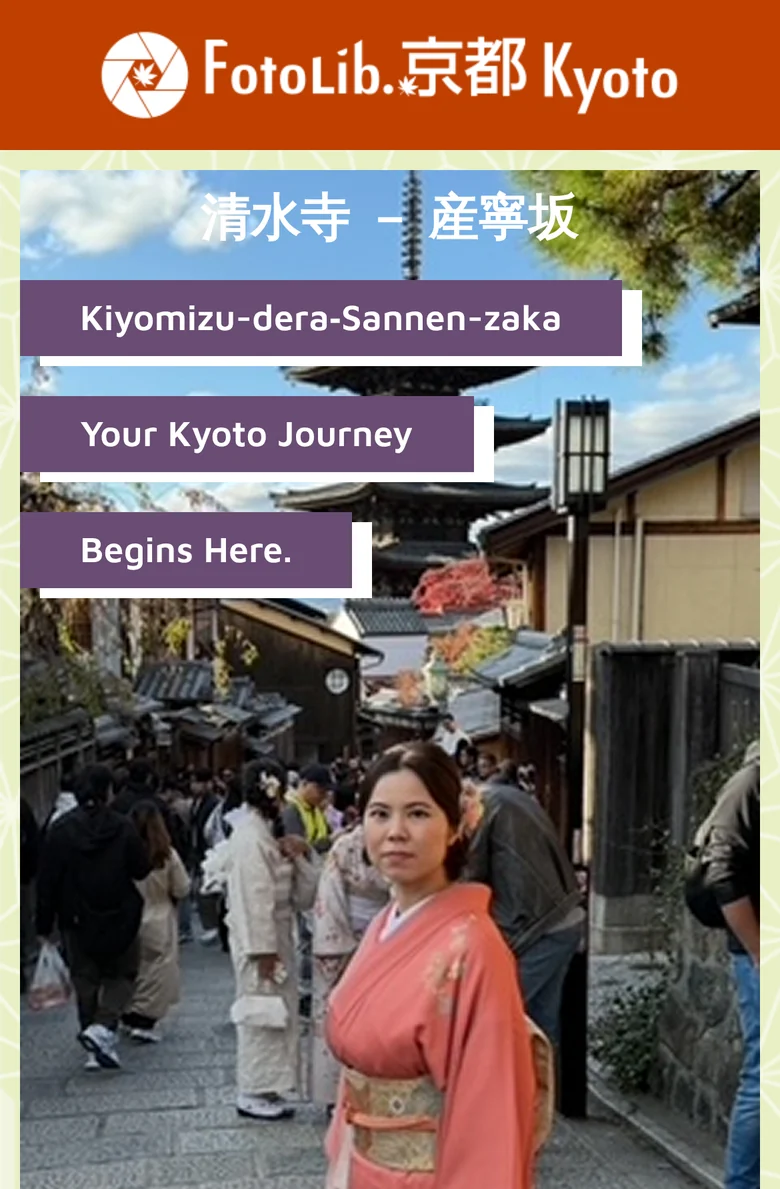 FotoLib.京都 Kyoto
清水寺 – 産寧坂
Kiyomizu-dera-Sannen-zaka
Your Kyoto Journey
Begins Here.